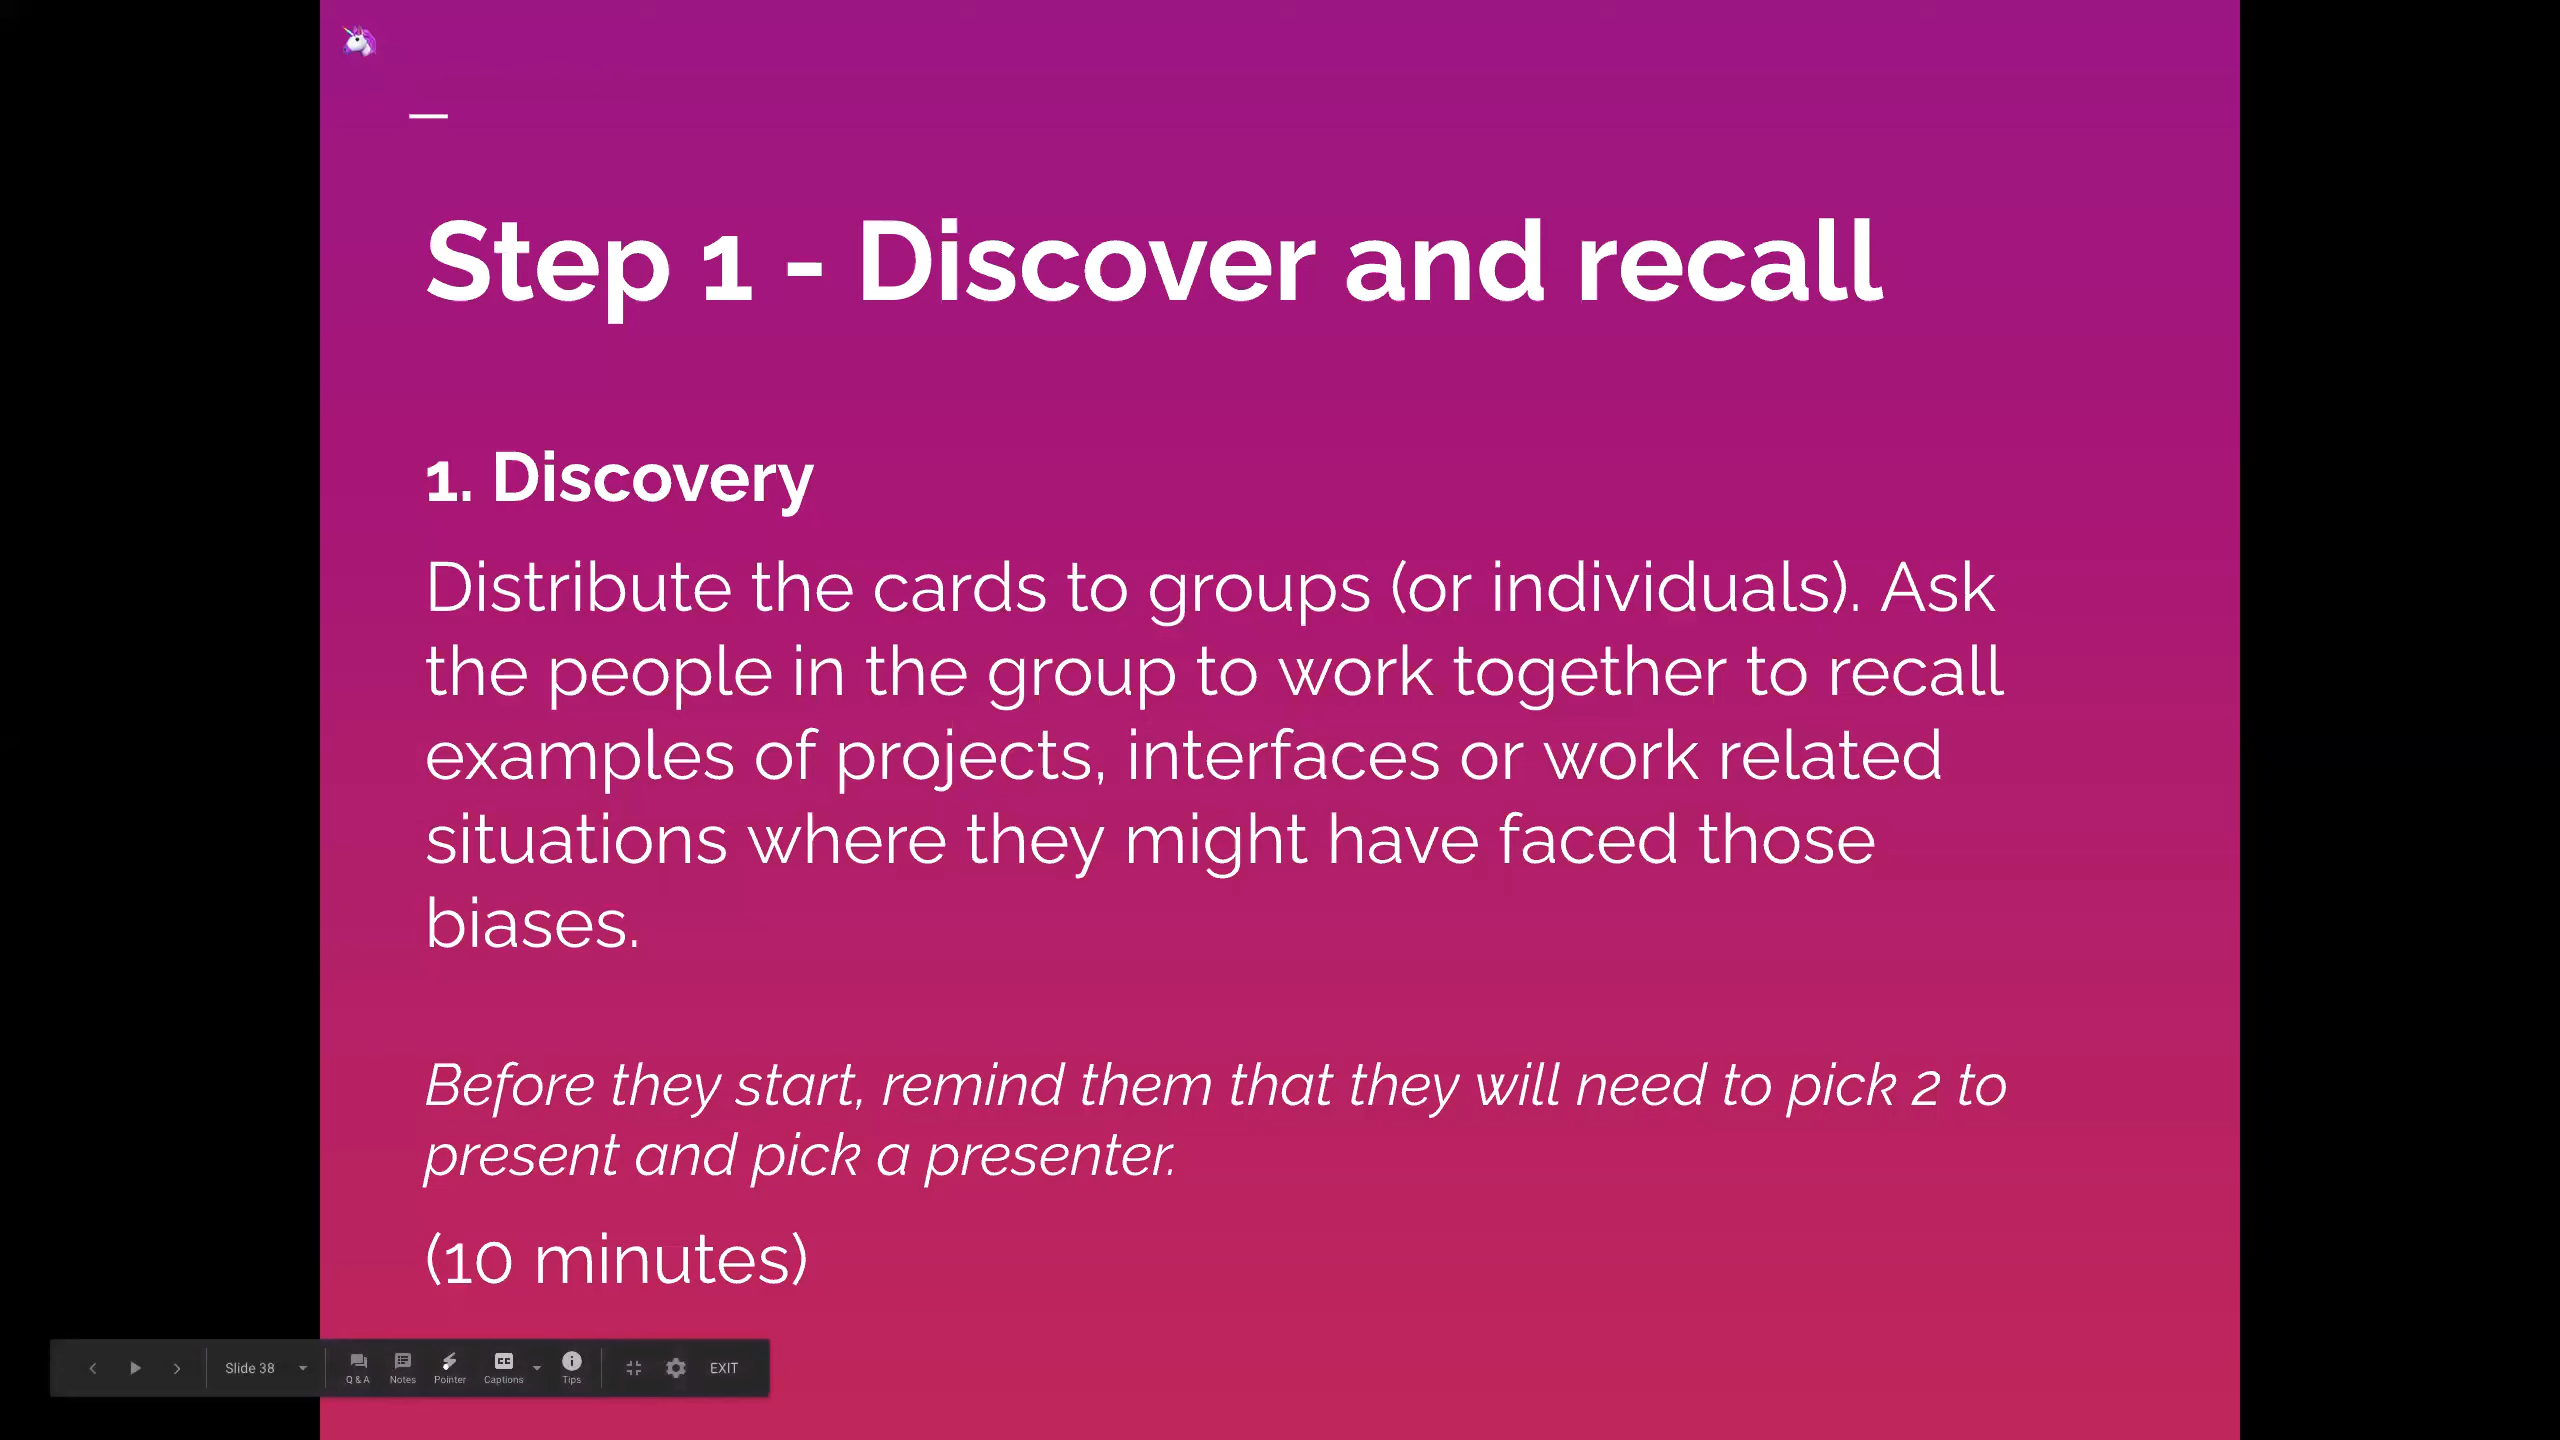 Step 1 - Discover and recall
1. Discovery
Distribute the cards to groups (or individuals). Ask
the people in the group to work together to recall
examples of projects, interfaces or work related
situations where they might have faced those
biases.
Before they start, remind them that they will need to pick 2 to
present and pick a presenter.
(10 minutes)
Slide 38
Q & A
Notes
Pointer
CC
Captions
Tips
EXIT